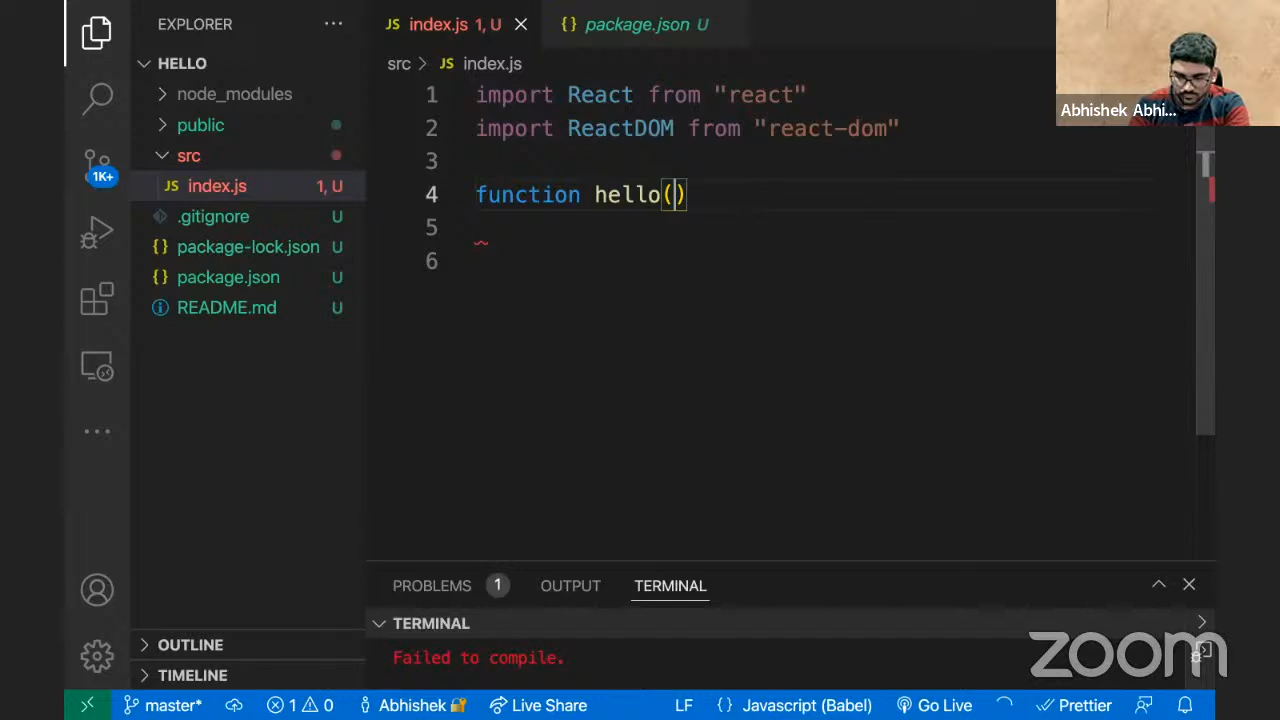 EXPLORER
HELLO
node_modules
public
src
JS index.js 1, U
.gitignore U
{} package-lock.json U
{} package.json U
README.md U
1K+
OUTLINE
TIMELINE
JS index.js 1, U
{} package.json U
src > JS index.js
1 import React from "react"
2 import ReactDOM from "react-dom"
3
4 function hello()
5
6
Abhishek Abhi...
PROBLEMS 1 OUTPUT TERMINAL
TERMINAL
Failed to compile.
zoom
master* 1 0 Abhishek Live Share LF {} Javascript (Babel) Go Live Prettier